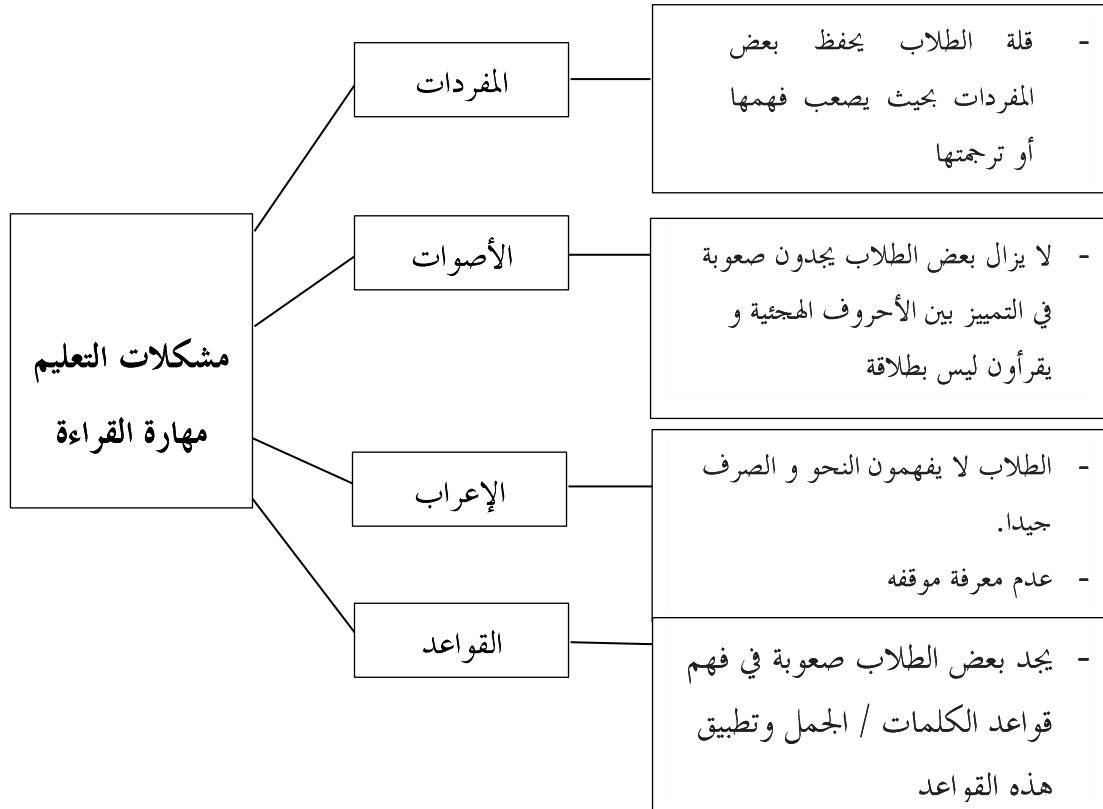 مشكلات التعليم
مهارة القراءة
المفردات
- قلة الطلاب يحفظ بعض
المفردات بحيث يصعب فهمها
أو ترجمتها
الأصوات
- لا يزال بعض الطلاب يجدون صعوبة
في التمييز بين الأحروف الهجئية و
يقرأون ليس بطلاقة
الإعراب
- الطلاب لا يفهمون النحو و الصرف
جيدا.
- عدم معرفة موقفه
القواعد
- يجد بعض الطلاب صعوبة في فهم
قواعد الكلمات / الجمل وتطبيق
هذه القواعد